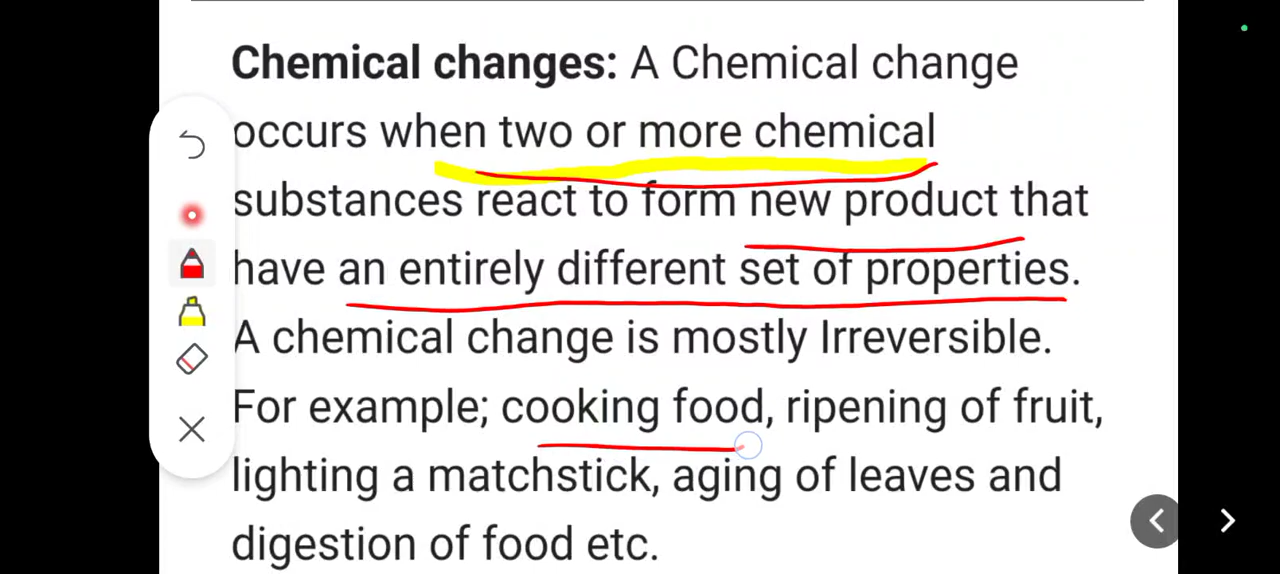 Chemical changes: A Chemical change
occurs when two or more chemical
substances react to form new product that
have an entirely different set of properties.
A chemical change is mostly Irreversible.
For example; cooking food, ripening of fruit,
lighting a matchstick, aging of leaves and
digestion of food etc.